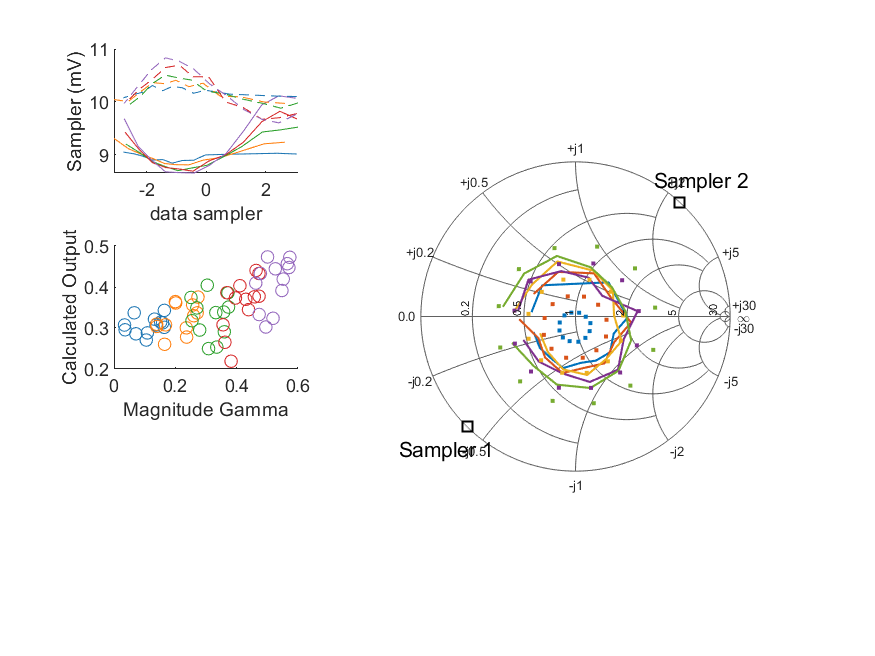 11
10
9
Sampler (mV)
-2
0
2
data sampler
0.5
0.4
0.3
0.2
Calculated Output
0
0.2
0.4
0.6
Magnitude Gamma
+j1
+j0.5
+j2
Sampler 2
+j0.2
+j5
0.0
0.2
0.5
1
2
5
30
+j30
∞
-j30
-j0.2
-j5
Sampler 1
-j0.5
-j2
-j1